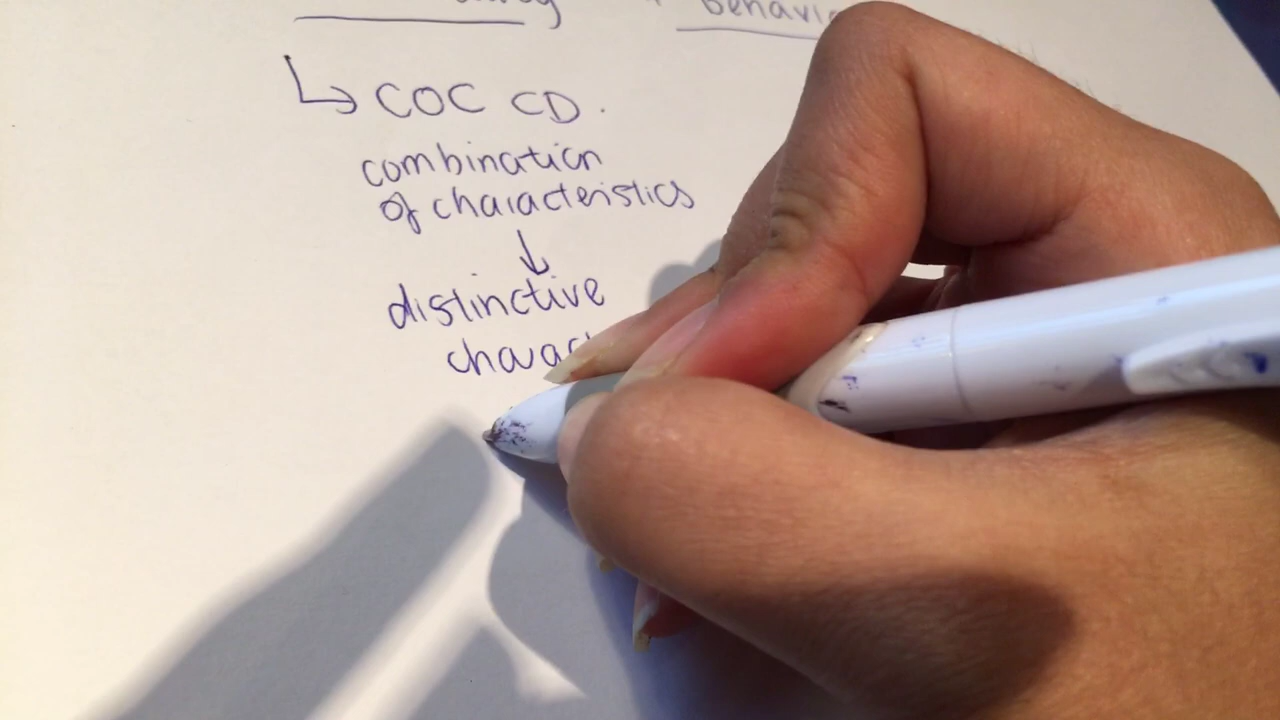 COC CD.
combination
of characteristics
distinctive